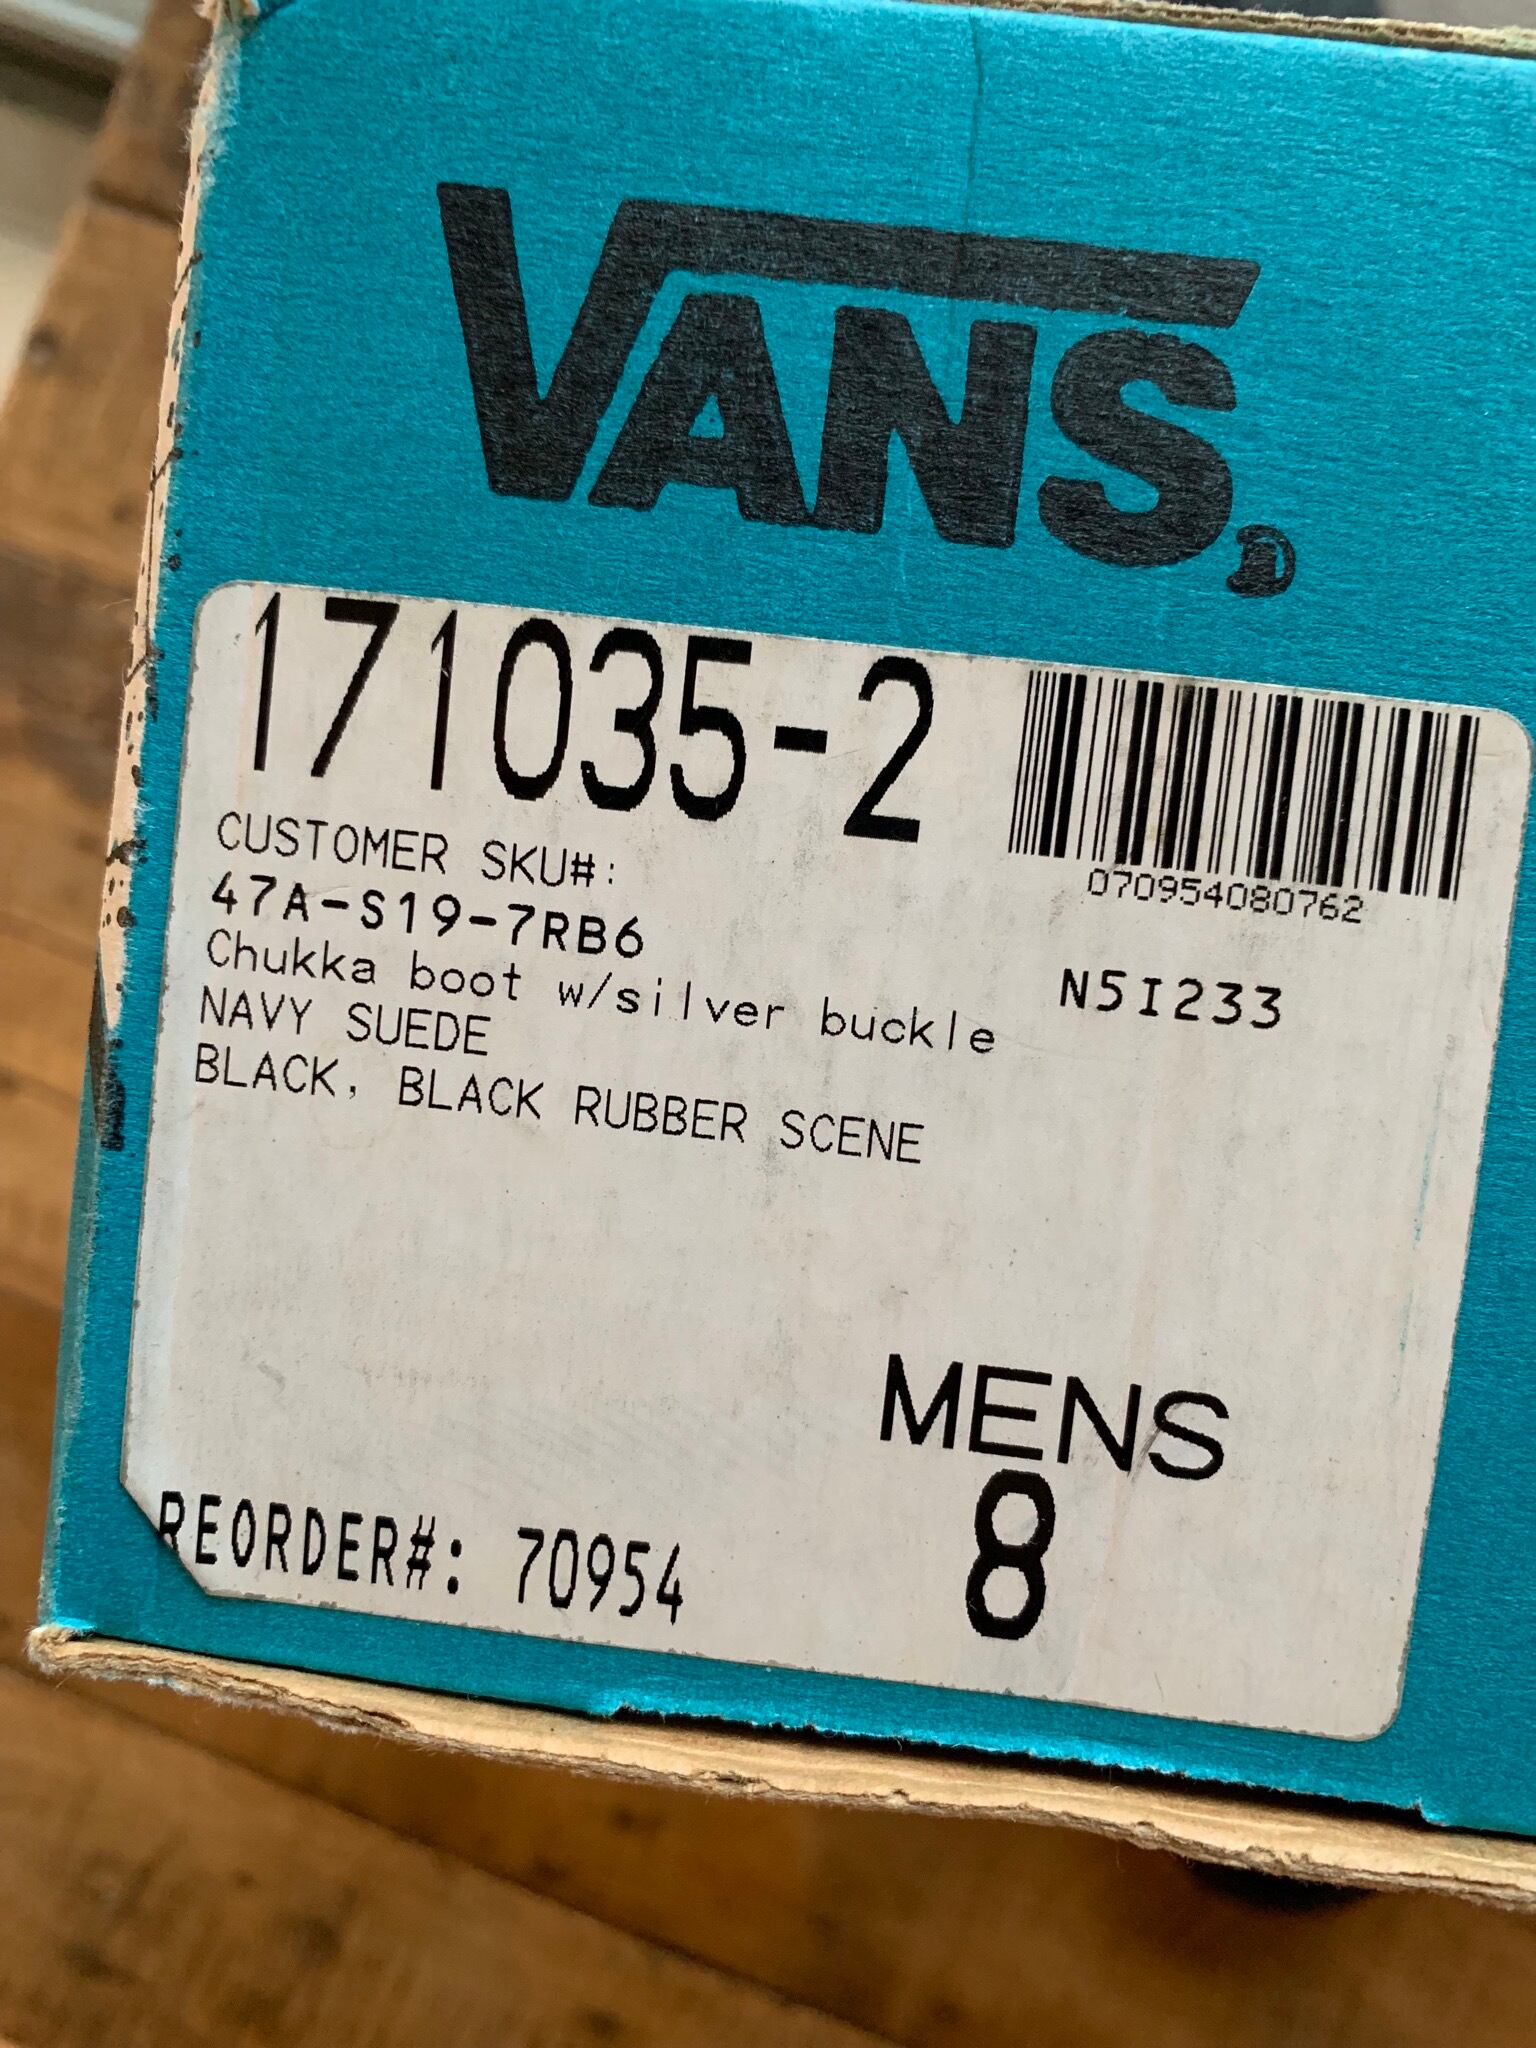 VANS
171035-2
070954080762
CUSTOMER SKU#:
47A-S19-7RB6
Chukka boot w/silver buckle
N5I233
NAVY SUEDE
BLACK, BLACK RUBBER SCENE
MENS
8
REORDER#: 70954